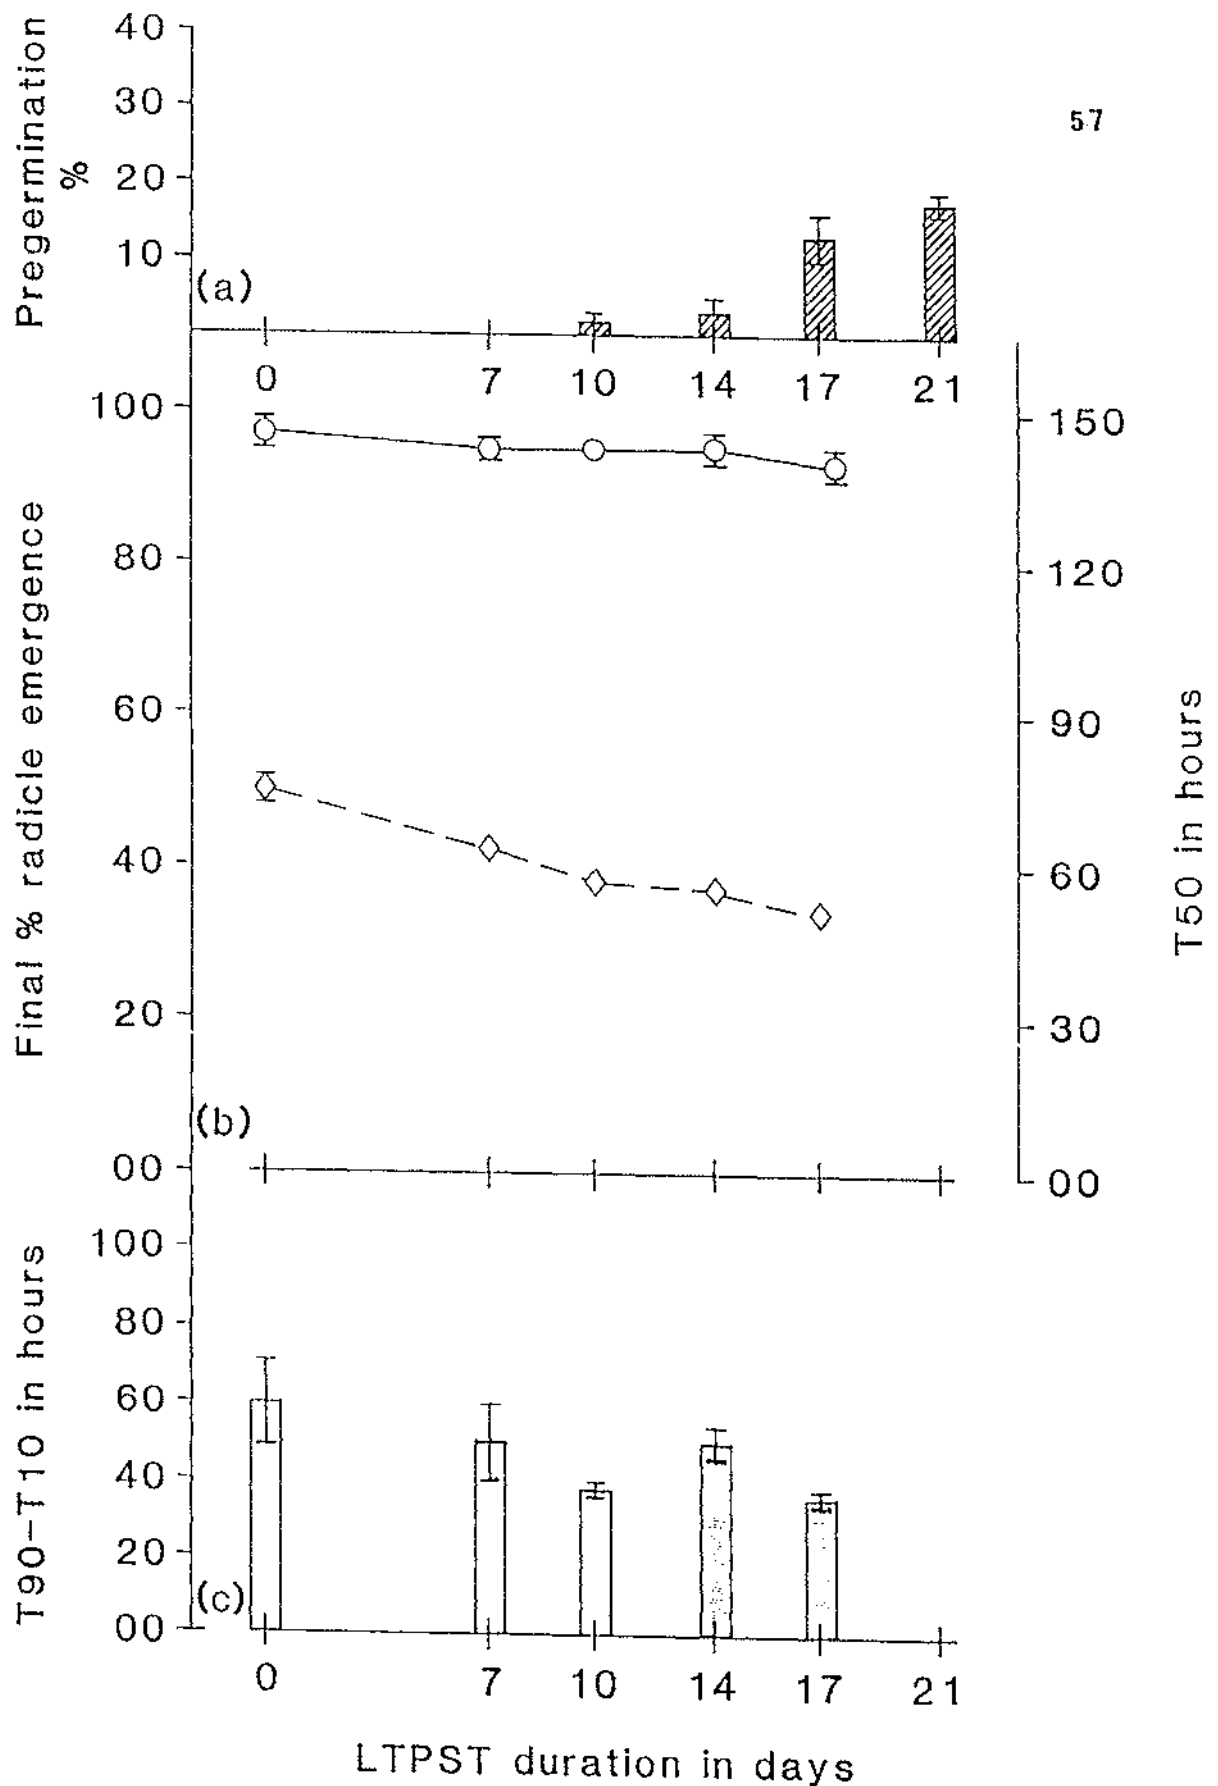 57
Pregermination
%
40
30
20
10
(a)
0 7 10 14 17 21
Final % radicle emergence
100
80
60
40
20
00
(b)
T50 in hours
150
120
90
60
30
00
T90-T10 in hours
100
80
60
40
20
00
(c)
0 7 10 14 17 21
LTPST duration in days